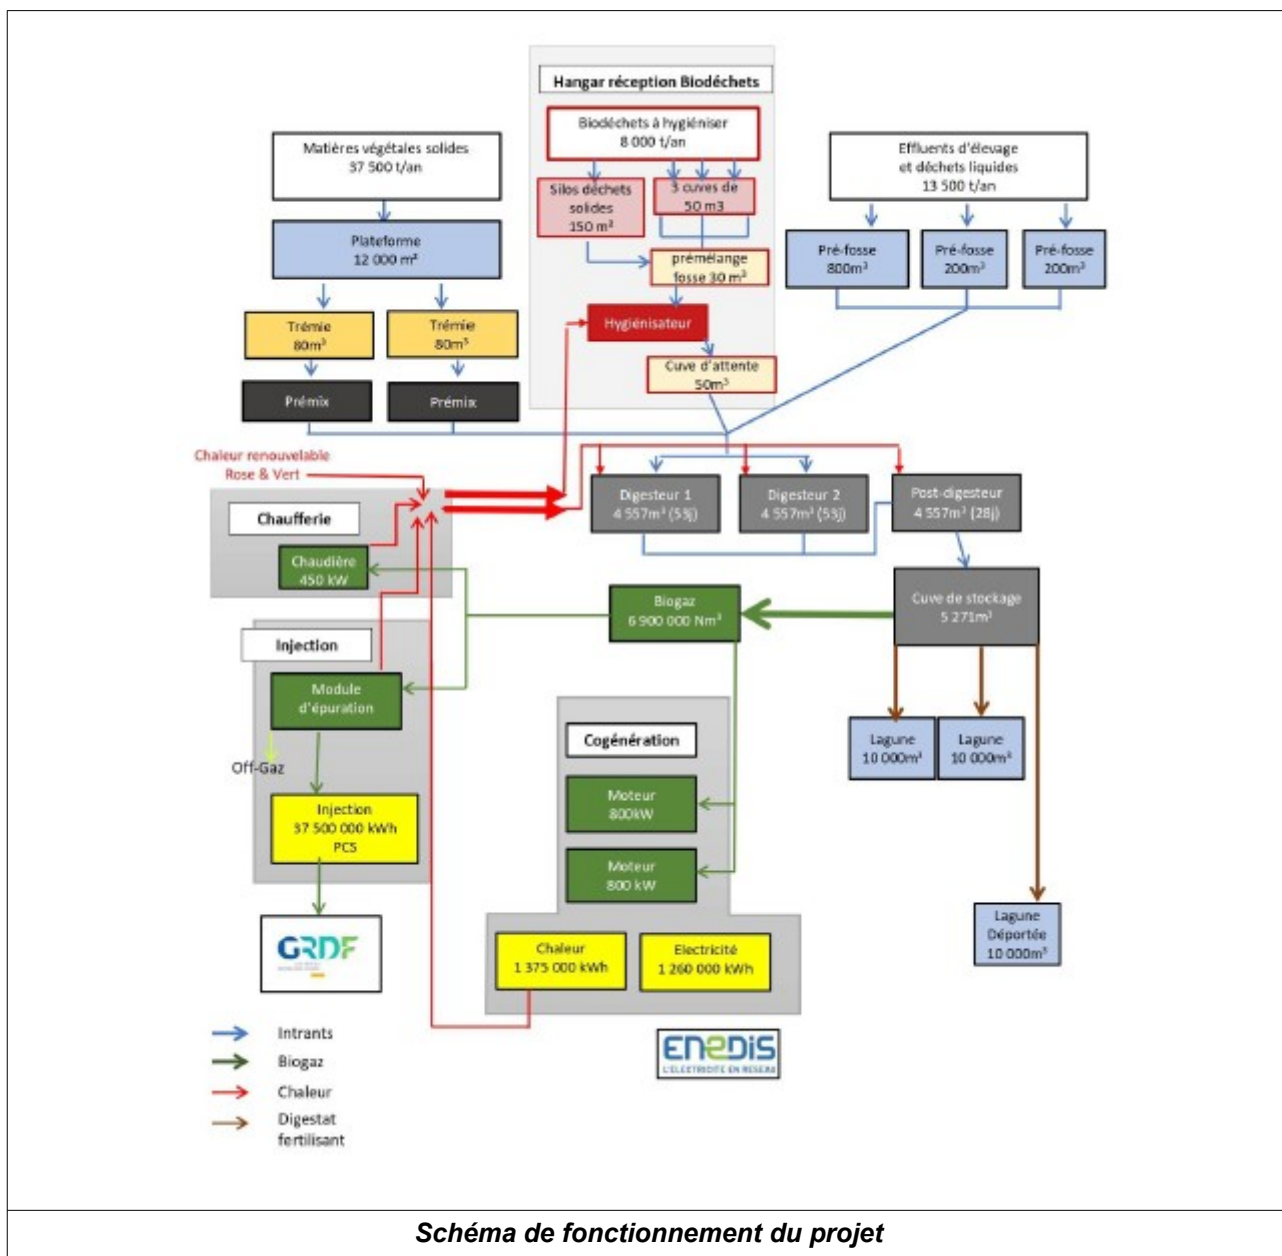 Hangar réception Biodéchets
Biodéchets à hygiéniser
8 000 t/an
Matières végétales solides
37 500 t/an
Effluents d'élevage
et déchets liquides
13 500 t/an
Silos déchets
solides
150 m³
3 cuves de
50 m3
Plateforme
12 000 m²
Pré-fosse
800m³
Pré-fosse
200m³
Pré-fosse
200m³
prémélange
fosse 30 m³
Trémie
80m³
Trémie
80m³
Hygiénisateur
Cuve d'attente
50m³
Prémix
Prémix
Chaleur renouvelable
Rose & Vert
Digesteur 1
4 557m³ (53j)
Digesteur 2
4 557m³ (53j)
Post-digesteur
4 557m³ (28j)
Chaufferie
Chaudière
450 kW
Biogaz
6 900 000 Nm³
Cuve de stockage
5 271m³
Injection
Module
d'épuration
Off-Gaz
Injection
37 500 000 kWh
PCS
Cogénération
Moteur
800kW
Moteur
800 kW
Lagune
10 000m³
Lagune
10 000m³
Lagune
Déportée
10 000m³
GRDF
Chaleur
1 375 000 kWh
Electricité
1 260 000 kWh
ENEDIS
L'ELECTRICITE EN RESEAU
Intrants
Biogaz
Chaleur
Digestat
fertilisant
Schéma de fonctionnement du projet